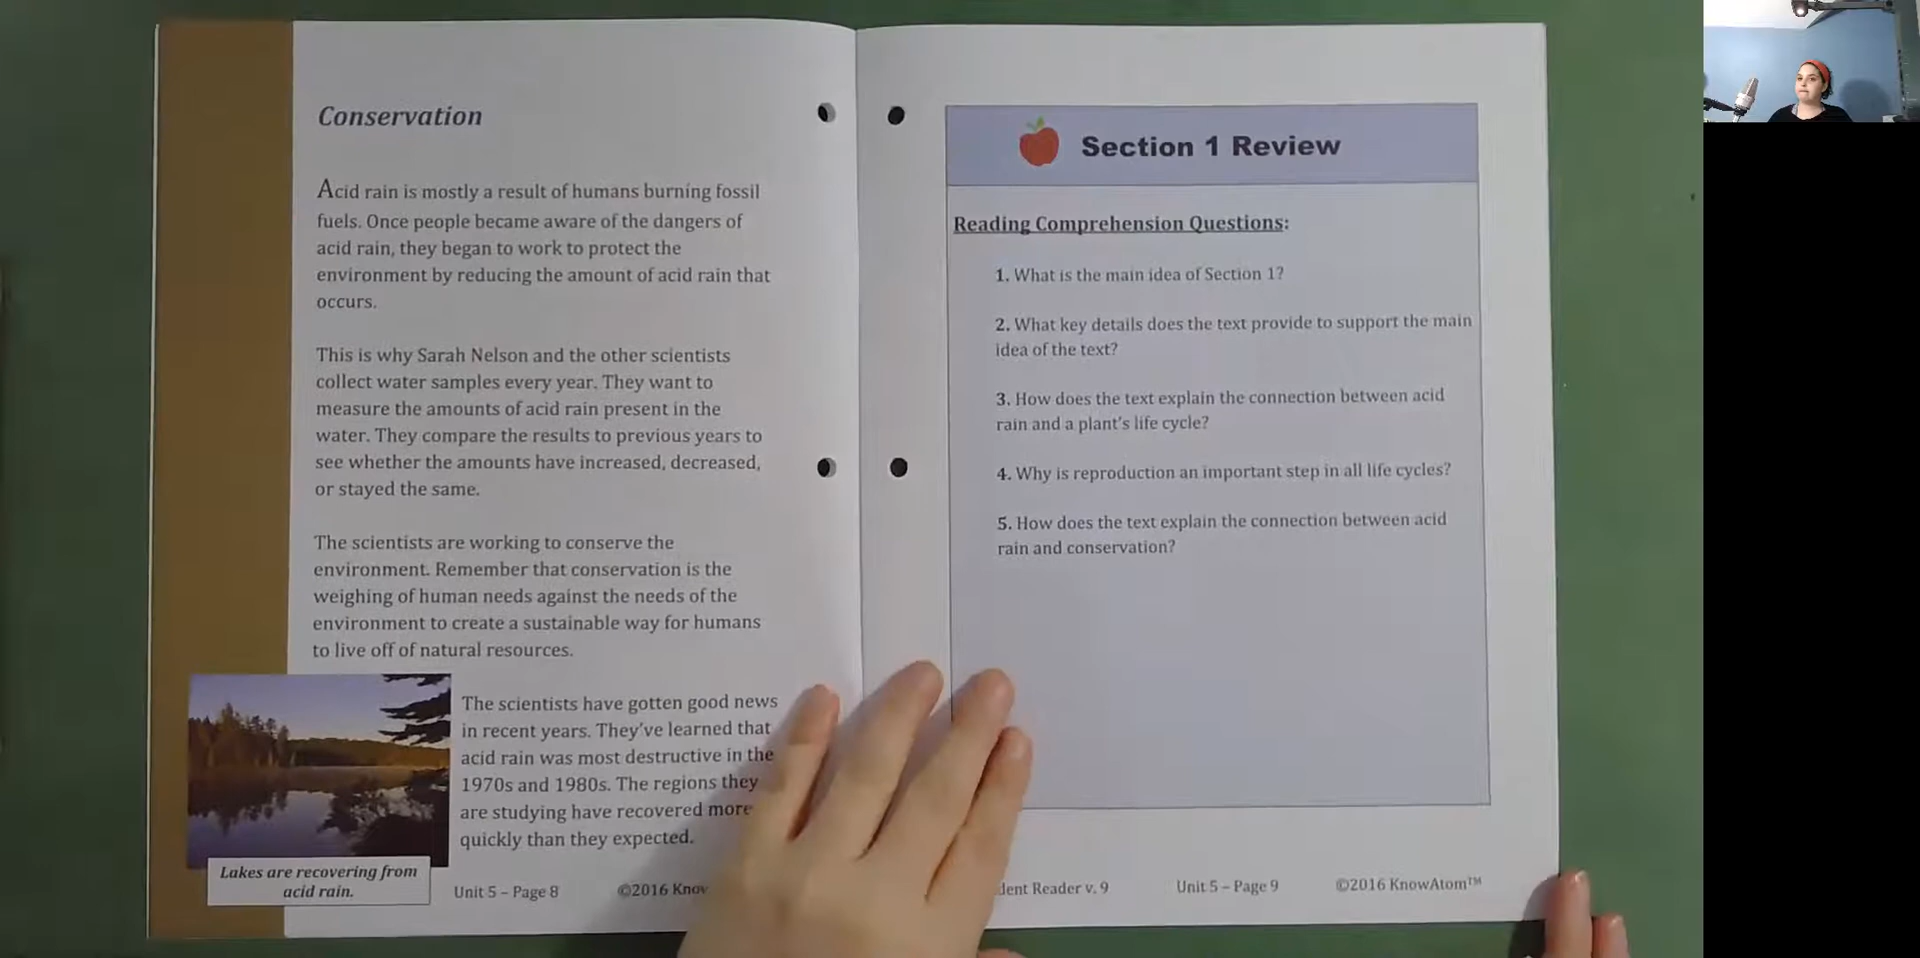 Conservation
Acid rain is mostly a result of humans burning fossil
fuels. Once people became aware of the dangers of
acid rain, they began to work to protect the
environment by reducing the amount of acid rain that
occurs.
This is why Sarah Nelson and the other scientists
collect water samples every year. They want to
measure the amounts of acid rain present in the
water. They compare the results to previous years to
see whether the amounts have increased, decreased,
or stayed the same.
The scientists are working to conserve the
environment. Remember that conservation is the
weighing of human needs against the needs of the
environment to create a sustainable way for humans
to live off of natural resources.
The scientists have gotten good news
in recent years. They've learned that
acid rain was most destructive in the
1970s and 1980s. The regions they
are studying have recovered more
quickly than they expected.
Lakes are recovering from
acid rain.
Unit 5 – Page 8 ©2016
Section 1 Review
Reading Comprehension Questions:
1. What is the main idea of Section 1?
2. What key details does the text provide to support the main
idea of the text?
3. How does the text explain the connection between acid
rain and a plant's life cycle?
4. Why is reproduction an important step in all life cycles?
5. How does the text explain the connection between acid
rain and conservation?
Reader v. 9 Unit 5 – Page 9 ©2016 KnowAtom™